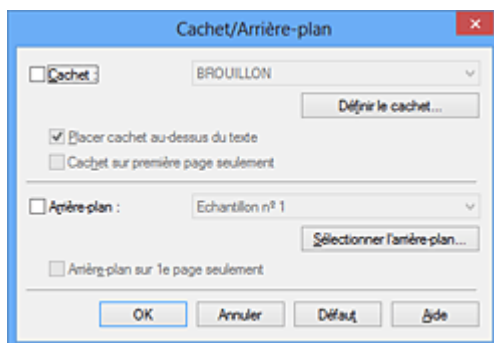 Cachet/Arrière-plan
Cachet : BROUILLON
Définir le cachet...
Placer cachet au-dessus du texte
Cachet sur première page seulement
Arrière-plan : Echantillon nº 1
Sélectionner l'arrière-plan...
Arrière-plan sur 1e page seulement
OK Annuler Défaut Aide